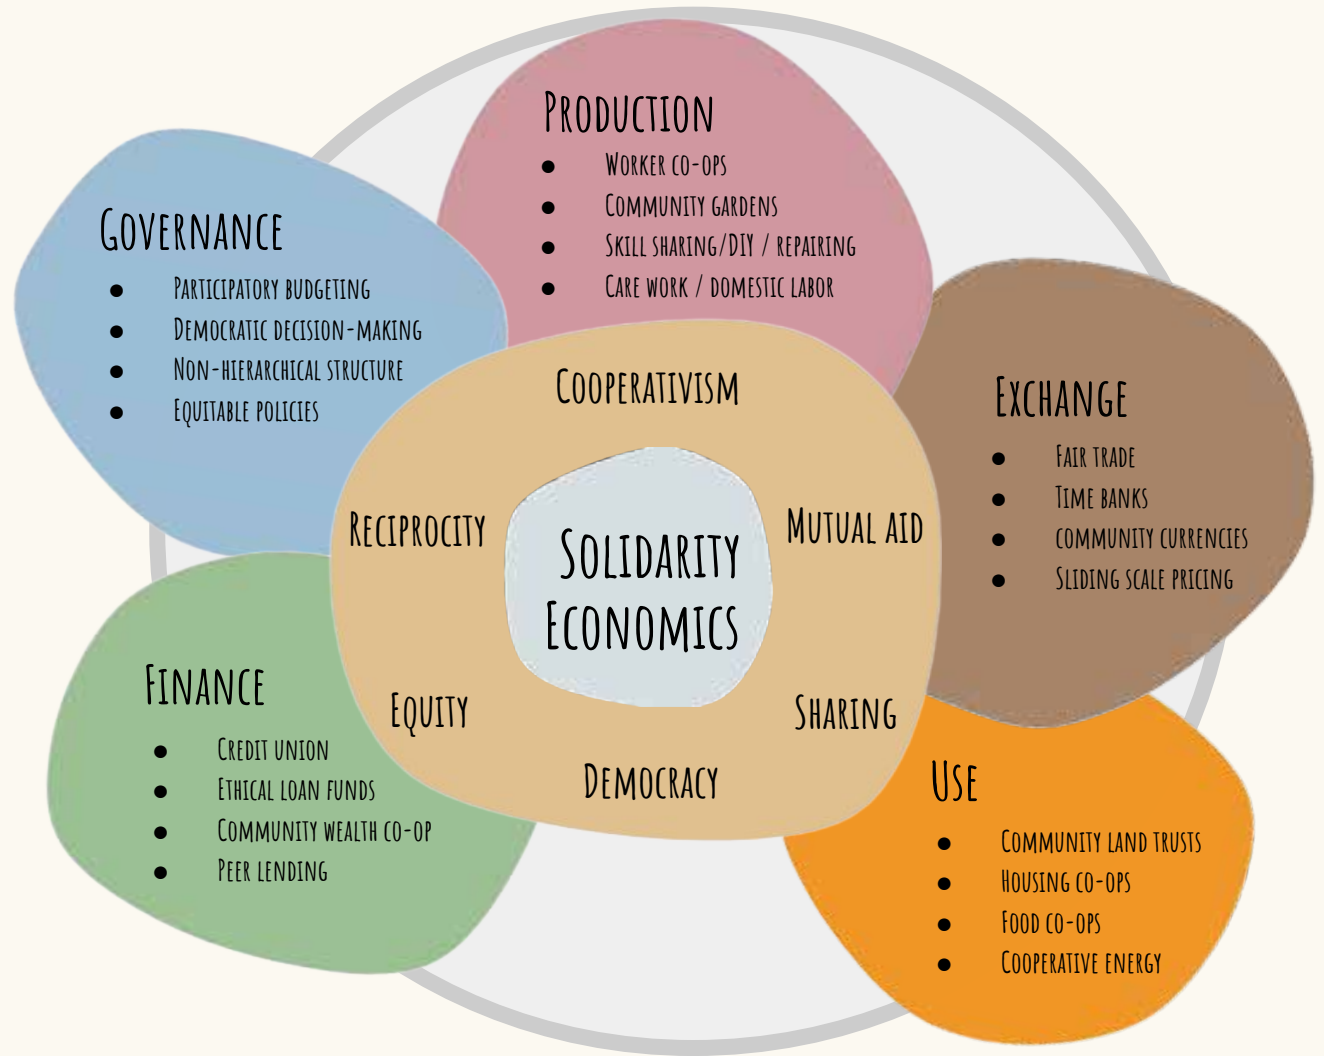 Production
● Worker co-ops
● Community gardens
● Skill sharing/DIY / repairing
● Care work / domestic labor
Governance
● Participatory budgeting
● Democratic decision-making
● Non-hierarchical structure
● Equitable policies
Exchange
● Fair trade
● Time banks
● community currencies
● Sliding scale pricing
Cooperativism
Reciprocity
Mutual aid
Solidarity
Economics
Equity
Sharing
Democracy
Finance
● Credit union
● Ethical loan funds
● Community wealth co-op
● Peer lending
Use
● Community land trusts
● Housing co-ops
● Food co-ops
● Cooperative energy